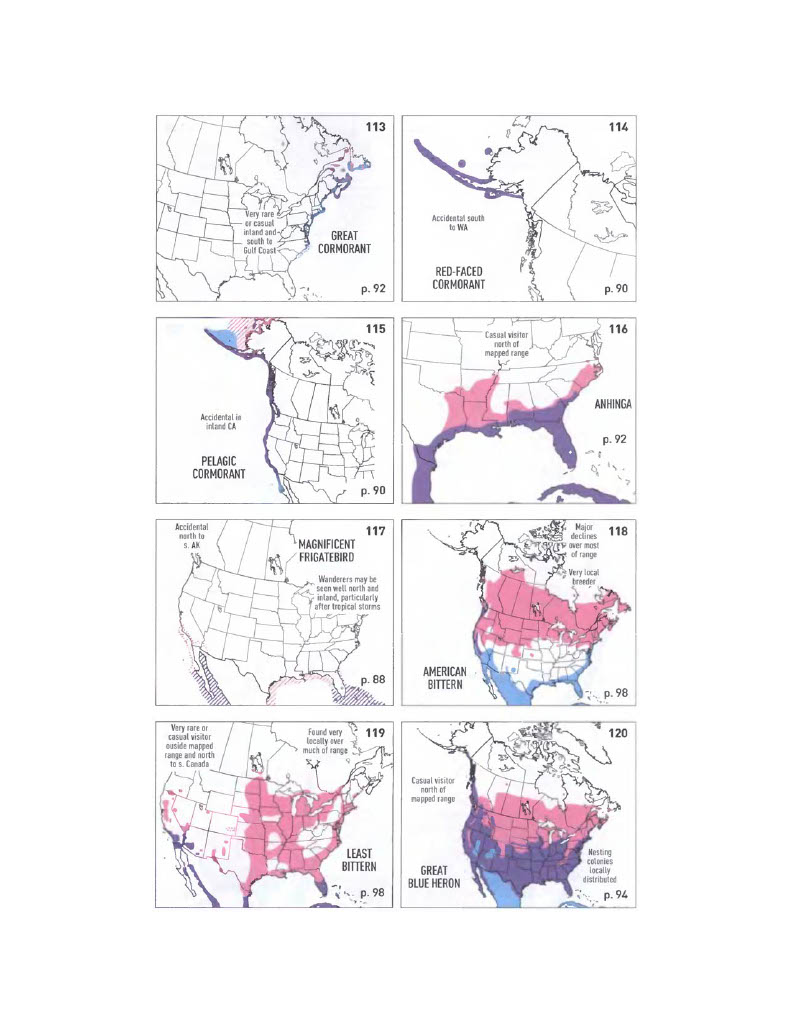 113
Very rare
or casual
inland and
south to
Gulf Coast
GREAT
CORMORANT
p. 92
114
Accidental south
to WA
RED-FACED
CORMORANT
p. 90
115
Accidental in
inland CA
PELAGIC
CORMORANT
p. 90
116
Casual visitor
north of
mapped range
ANHINGA
p. 92
117
Accidental
north to
s. AK
MAGNIFICENT
FRIGATEBIRD
Wanderers may be
seen well north and
inland, particularly
after tropical storms
p. 88
118
Major
declines
over most
of range
Very local
breeder
AMERICAN
BITTERN
p. 98
119
Very rare or
casual visitor
ouside mapped
range and north
to s. Canada
Found very
locally over
much of range
LEAST
BITTERN
p. 98
120
Casual visitor
north of
mapped range
GREAT
BLUE HERON
Nesting
colonies
locally
distributed
p. 94